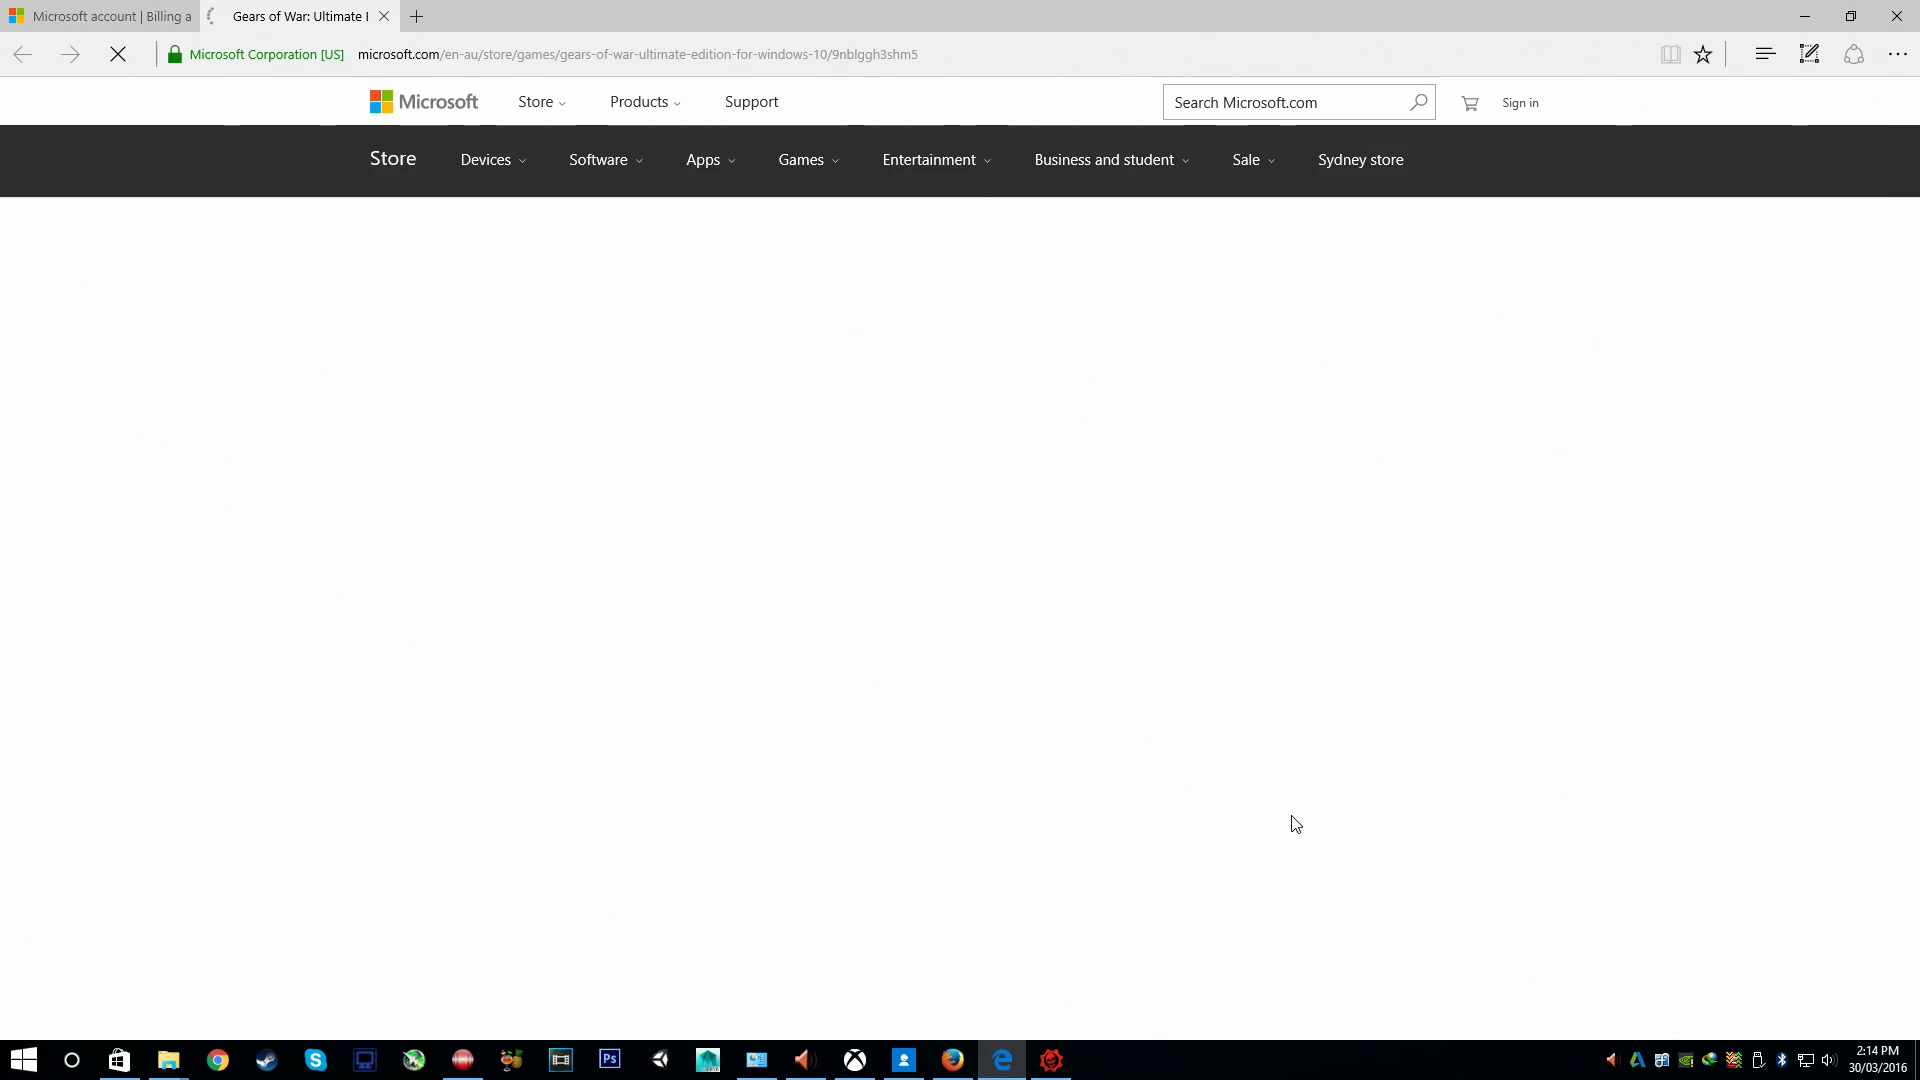 Microsoft account | Billing a
Gears of War: Ultimate E
Microsoft Corporation [US]
microsoft.com/en-au/store/games/gears-of-war-ultimate-edition-for-windows-10/9nblggh3shm5
Microsoft
Store
Products
Support
Search Microsoft.com
Sign in
Store
Devices
Software
Apps
Games
Entertainment
Business and student
Sale
Sydney store
Ps
2:14 PM
30/03/2016